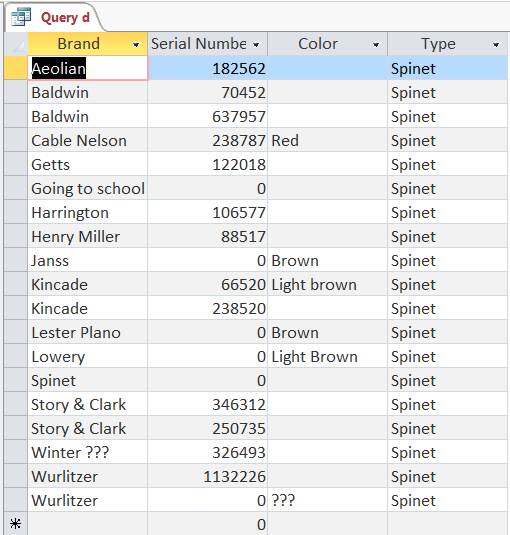 Query d
Brand Serial Numbe Color Type
Aeolian 182562 Spinet
Baldwin 70452 Spinet
Baldwin 637957 Spinet
Cable Nelson 238787 Red Spinet
Getts 122018 Spinet
Going to school 0 Spinet
Harrington 106577 Spinet
Henry Miller 88517 Spinet
Janss 0 Brown Spinet
Kincade 66520 Light brown Spinet
Kincade 238520 Spinet
Lester Plano 0 Brown Spinet
Lowery 0 Light Brown Spinet
Spinet 0 Spinet
Story & Clark 346312 Spinet
Story & Clark 250735 Spinet
Winter ??? 326493 Spinet
Wurlitzer 1132226 Spinet
Wurlitzer 0 ??? Spinet
0